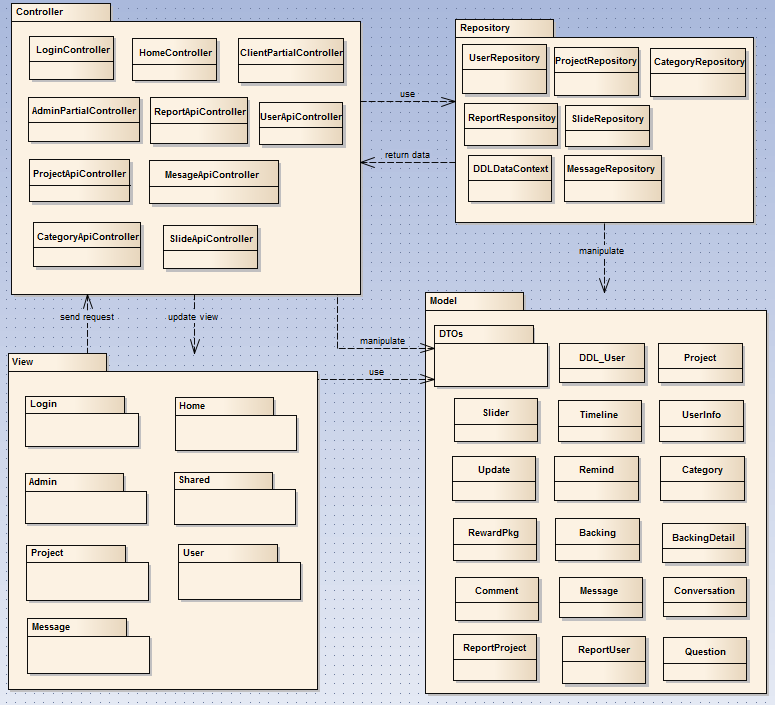 Controller
LoginController
HomeController
ClientPartialController
AdminPartialController
ReportApiController
UserApiController
ProjectApiController
MesageApiController
CategoryApiController
SlideApiController
use
return data
Repository
UserRepository
ProjectRepository
CategoryRepository
ReportResponsitoy
SlideRepository
DDLDataContext
MessageRepository
manipulate
send request
update view
manipulate
use
View
Login
Home
Admin
Shared
Project
User
Message
Model
DTOs
DDL_User
Project
Slider
Timeline
UserInfo
Update
Remind
Category
RewardPkg
Backing
BackingDetail
Comment
Message
Conversation
ReportProject
ReportUser
Question